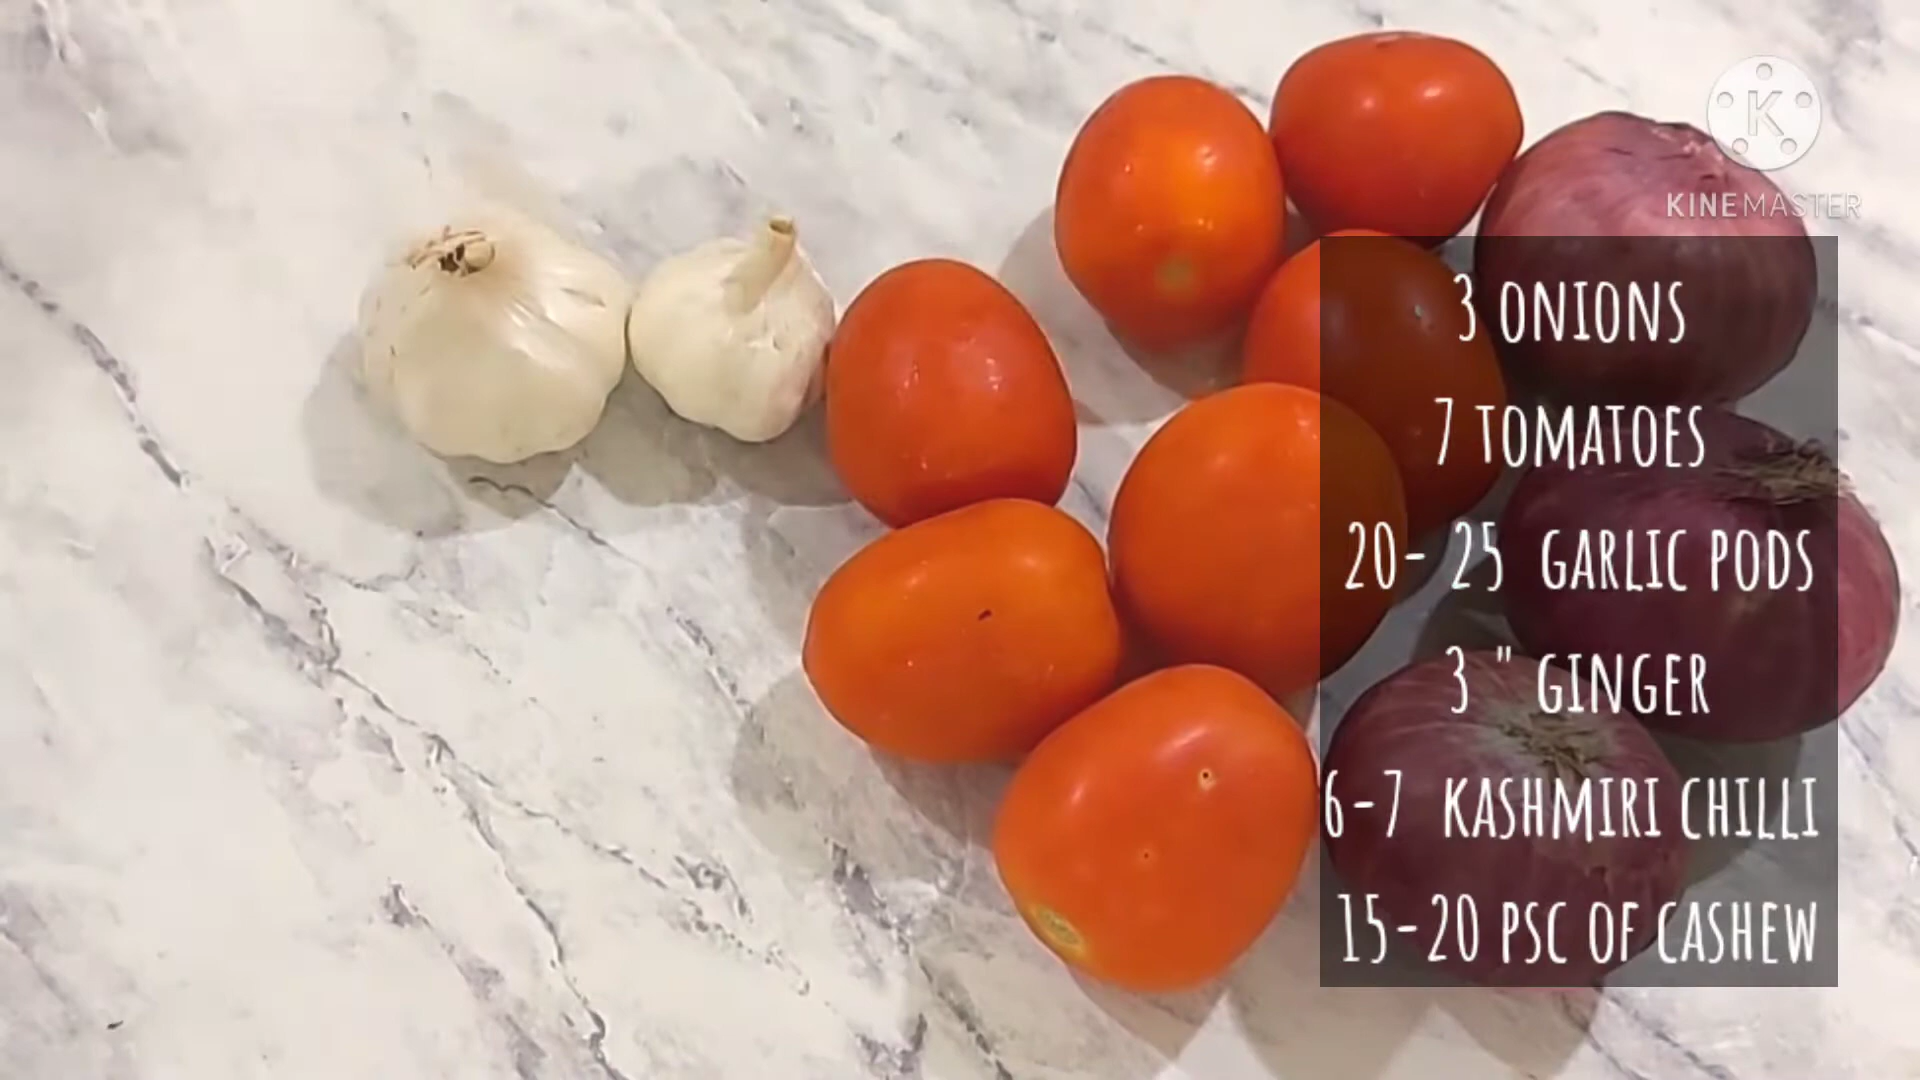 K
KINEMASTER
3 ONIONS
7 TOMATOES
20- 25 GARLIC PODS
3 " GINGER
6-7 KASHMIRI CHILLI
15-20 PSC OF CASHEW